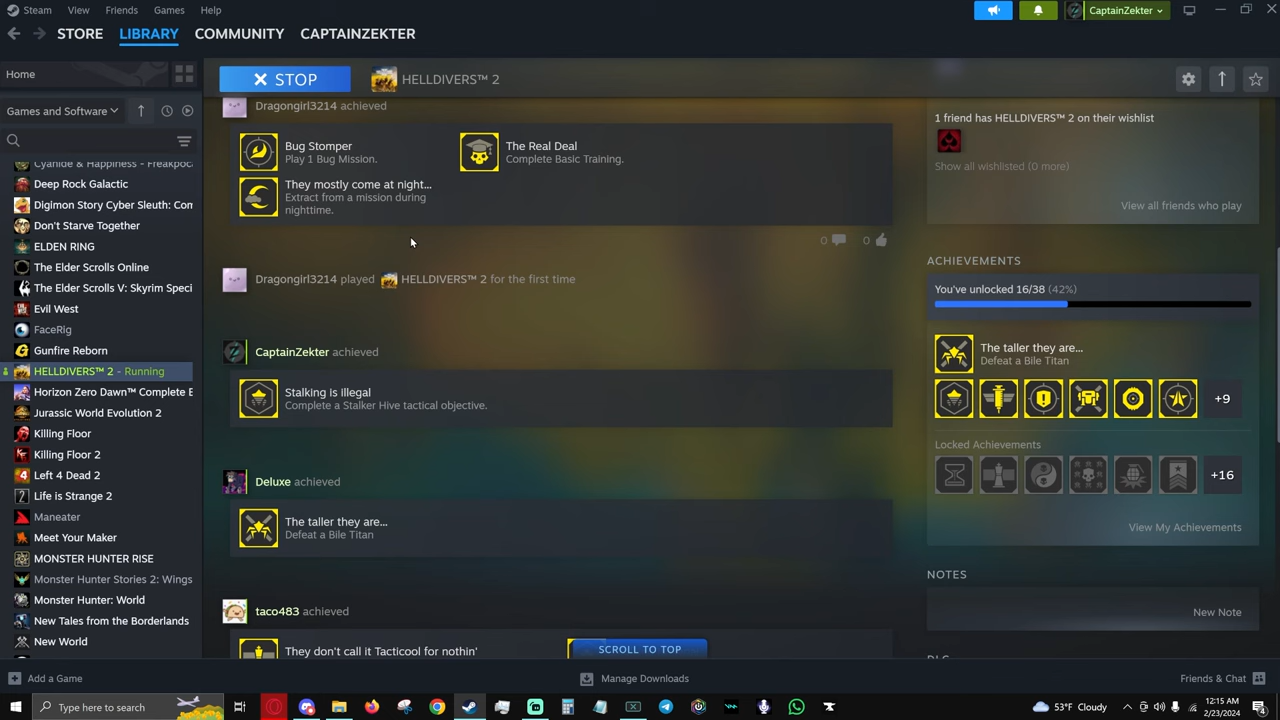 Steam View Friends Games Help
CaptainZekter
STORE LIBRARY COMMUNITY CAPTAINZEKTER
Home
STOP
HELLDIVERS™ 2
Games and Software
Cyanide & Happiness - Freakpoc
Deep Rock Galactic
Digimon Story Cyber Sleuth: Com
Don't Starve Together
ELDEN RING
The Elder Scrolls Online
The Elder Scrolls V: Skyrim Speci
Evil West
FaceRig
Gunfire Reborn
HELLDIVERS™ 2 - Running
Horizon Zero Dawn™ Complete E
Jurassic World Evolution 2
Killing Floor
Killing Floor 2
Left 4 Dead 2
Life is Strange 2
Maneater
Meet Your Maker
MONSTER HUNTER RISE
Monster Hunter Stories 2: Wings
Monster Hunter: World
New Tales from the Borderlands
New World
Dragongirl3214 achieved
Bug Stomper
Play 1 Bug Mission.
The Real Deal
Complete Basic Training.
They mostly come at night...
Extract from a mission during
nighttime.
0 0
Dragongirl3214 played HELLDIVERS™ 2 for the first time
CaptainZekter achieved
Stalking is illegal
Complete a Stalker Hive tactical objective.
Deluxe achieved
The taller they are...
Defeat a Bile Titan
taco483 achieved
They don't call it Tacticool for nothin'
SCROLL TO TOP
1 friend has HELLDIVERS™ 2 on their wishlist
Show all wishlisted (0 more)
View all friends who play
ACHIEVEMENTS
You've unlocked 16/38 (42%)
The taller they are...
Defeat a Bile Titan
+9
Locked Achievements
+16
View My Achievements
NOTES
New Note
Add a Game
Manage Downloads
Friends & Chat
Type here to search
53°F Cloudy
12:15 AM
2/23/2024